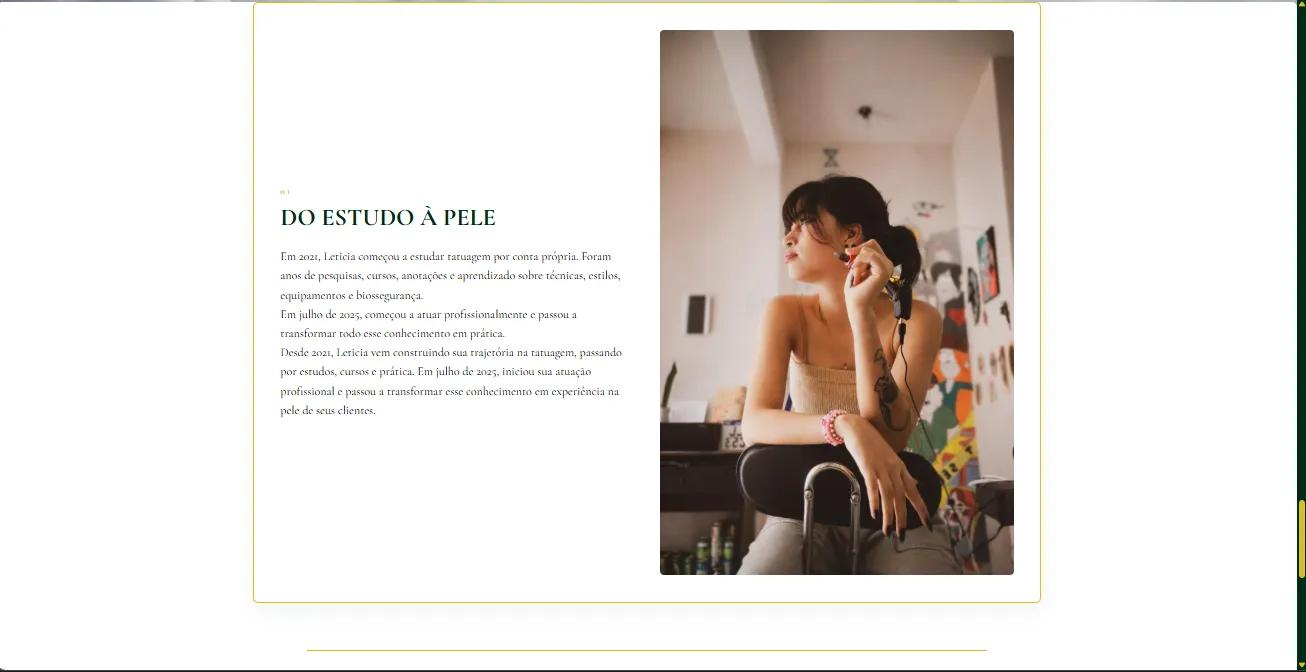 01
DO ESTUDO À PELE
Em 2021, Leticia começou a estudar tatuagem por conta própria. Foram
anos de pesquisas, cursos, anotações e aprendizado sobre técnicas, estilos,
equipamentos e biossegurança.
Em julho de 2025, começou a atuar profissionalmente e passou a
transformar todo esse conhecimento em prática.
Desde 2021, Leticia vem construindo sua trajetória na tatuagem, passando
por estudos, cursos e prática. Em julho de 2025, iniciou sua atuação
profissional e passou a transformar esse conhecimento em experiência na
pele de seus clientes.